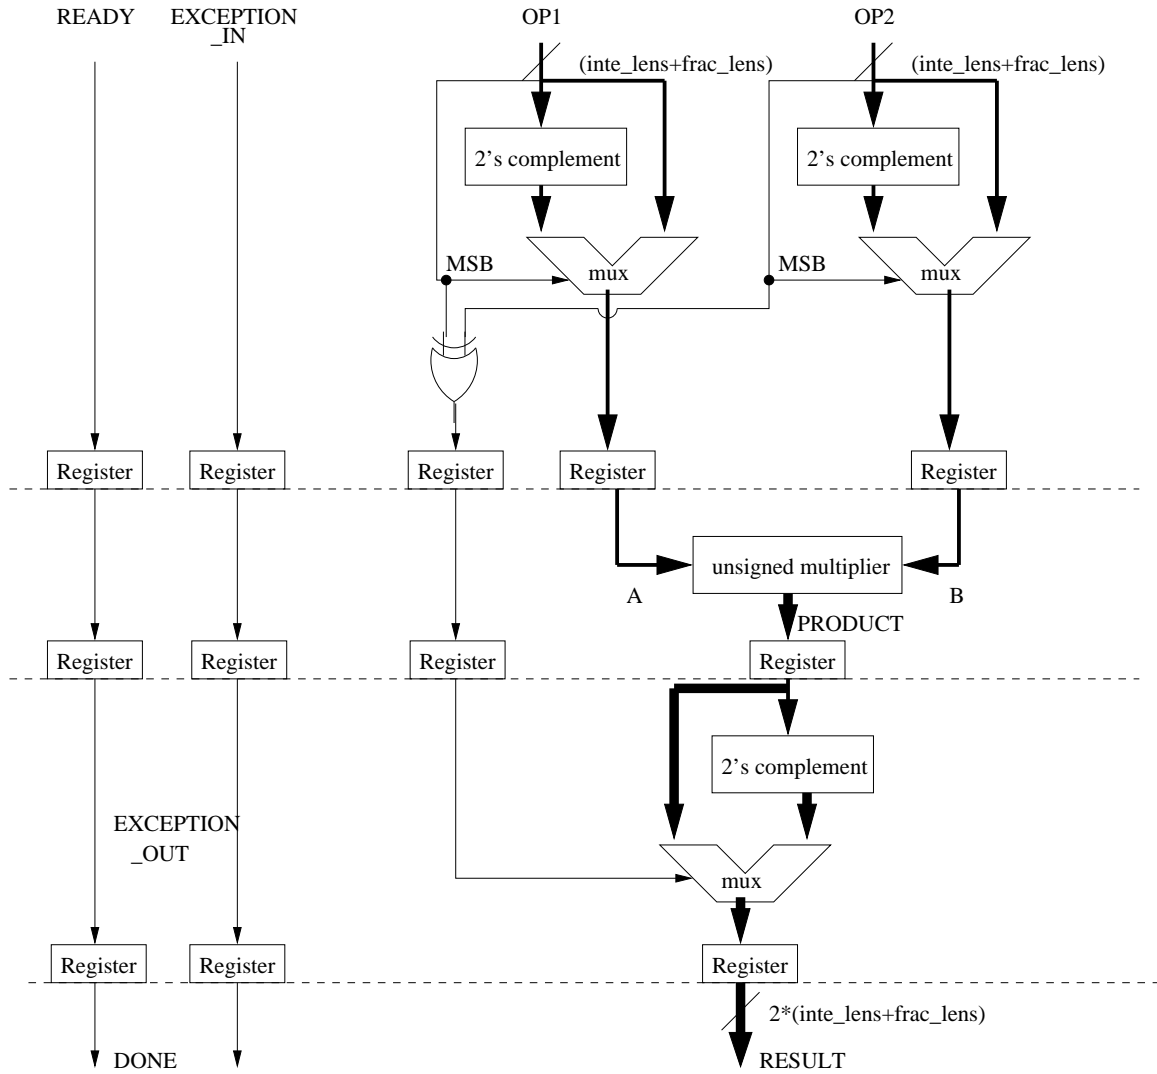 READY
EXCEPTION
_IN
OP1
OP2
(inte_lens+frac_lens)
(inte_lens+frac_lens)
2's complement
2's complement
MSB
mux
MSB
mux
Register
Register
Register
Register
Register
unsigned multiplier
A
B
PRODUCT
Register
Register
Register
Register
2's complement
EXCEPTION
_OUT
mux
Register
Register
Register
2*(inte_lens+frac_lens)
DONE
RESULT